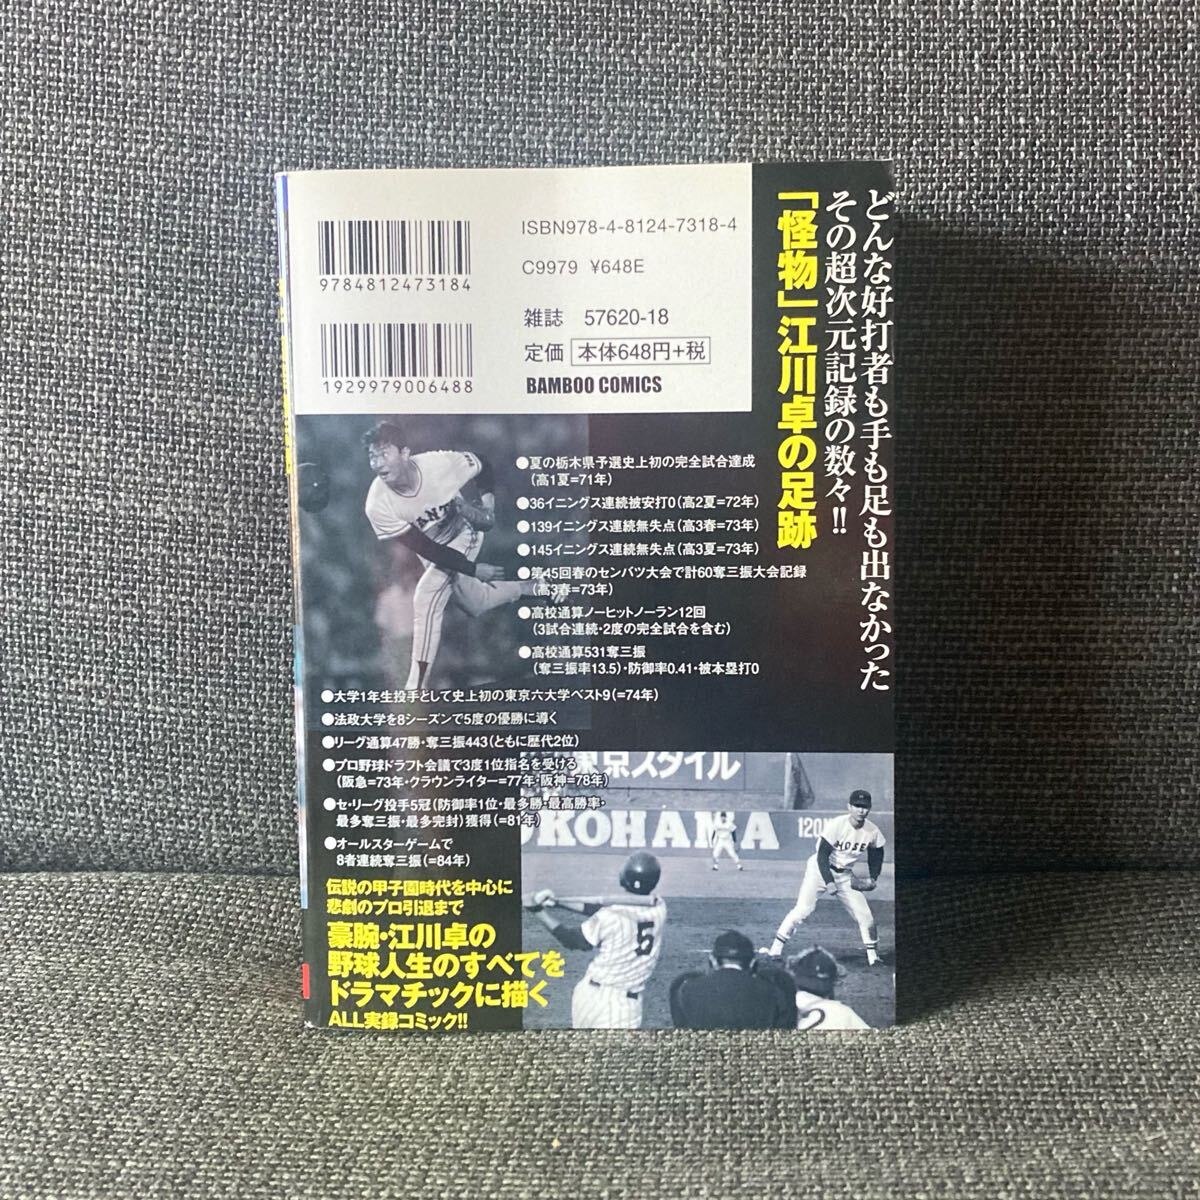 どんな好打者も手も足も出なかった
その超次元記録の数々!!
「怪物」江川卓の足跡
ISBN978-4-8124-7318-4
C9979 ¥648E
9784812473184
雑誌 57620-18
定価 本体648円+税
1929979006488
BAMBOO COMICS
●夏の栃木県予選史上初の完全試合達成
(高1夏=71年)
●36イニングス連続被安打0(高2夏=72年)
●139イニングス連続無失点(高3春=73年)
●145イニングス連続無失点(高3夏=73年)
●第45回春のセンバツ大会で計60奪三振大会記録
(高3春=73年)
●高校通算ノーヒットノーラン12回
(3試合連続・2度の完全試合を含む)
●高校通算531奪三振
(奪三振率13.5)・防御率0.41・被本塁打0
●大学1年生投手として史上初の東京六大学ベスト9(=74年)
●法政大学を8シーズンで5度の優勝に導く
●リーグ通算47勝・奪三振443(ともに歴代2位)
●プロ野球ドラフト会議で3度1位指名を受ける
(阪急=73年・クラウンライター=77年・阪神=78年)
●セ・リーグ投手5冠(防御率1位・最多勝・最高勝率・
最多奪三振・最多完封)獲得(=81年)
●オールスターゲームで
8者連続奪三振(=84年)
伝説の甲子園時代を中心に
悲劇のプロ引退まで
豪腕・江川卓の
野球人生のすべてを
ドラマチックに描く
ALL実録コミック!!
東京スタイル
YOKOHAMA
120M
HOSEI
5
2